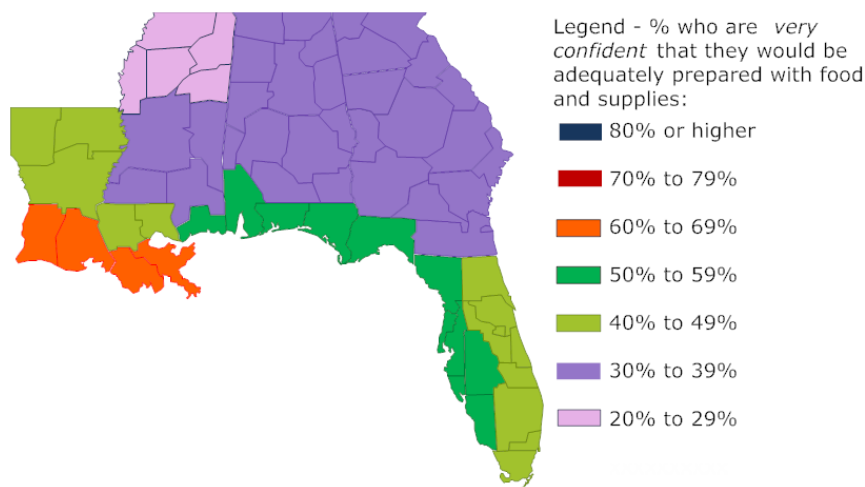 Legend - % who are very
confident that they would be
adequately prepared with food
and supplies:
80% or higher
70% to 79%
60% to 69%
50% to 59%
40% to 49%
30% to 39%
20% to 29%